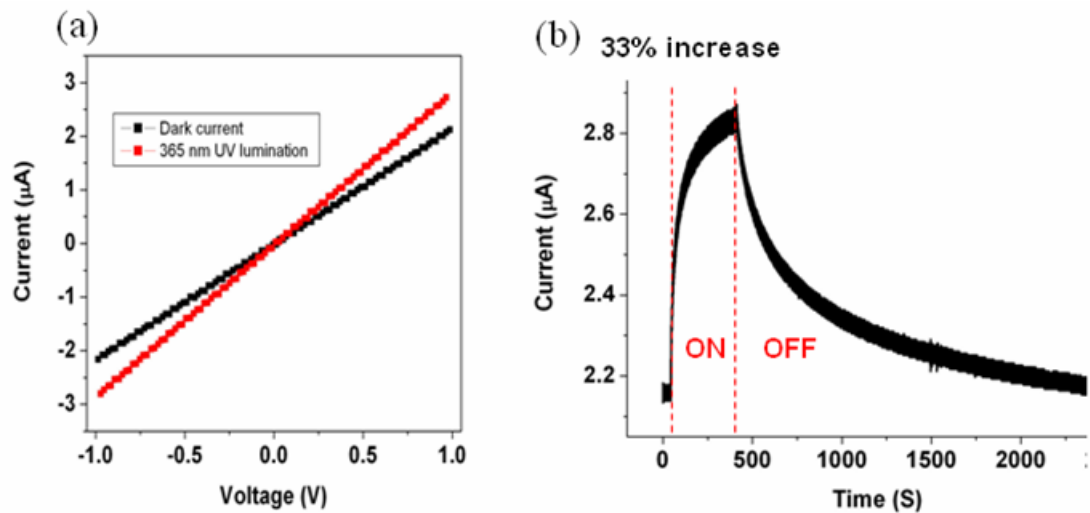 (a)
3
2
1
0
-1
-2
-3
Current (μA)
Dark current
365 nm UV lumination
-1.0 -0.5 0.0 0.5 1.0
Voltage (V)
(b) 33% increase
2.8
2.6
2.4
2.2
Current (μA)
ON OFF
0 500 1000 1500 2000
Time (S)